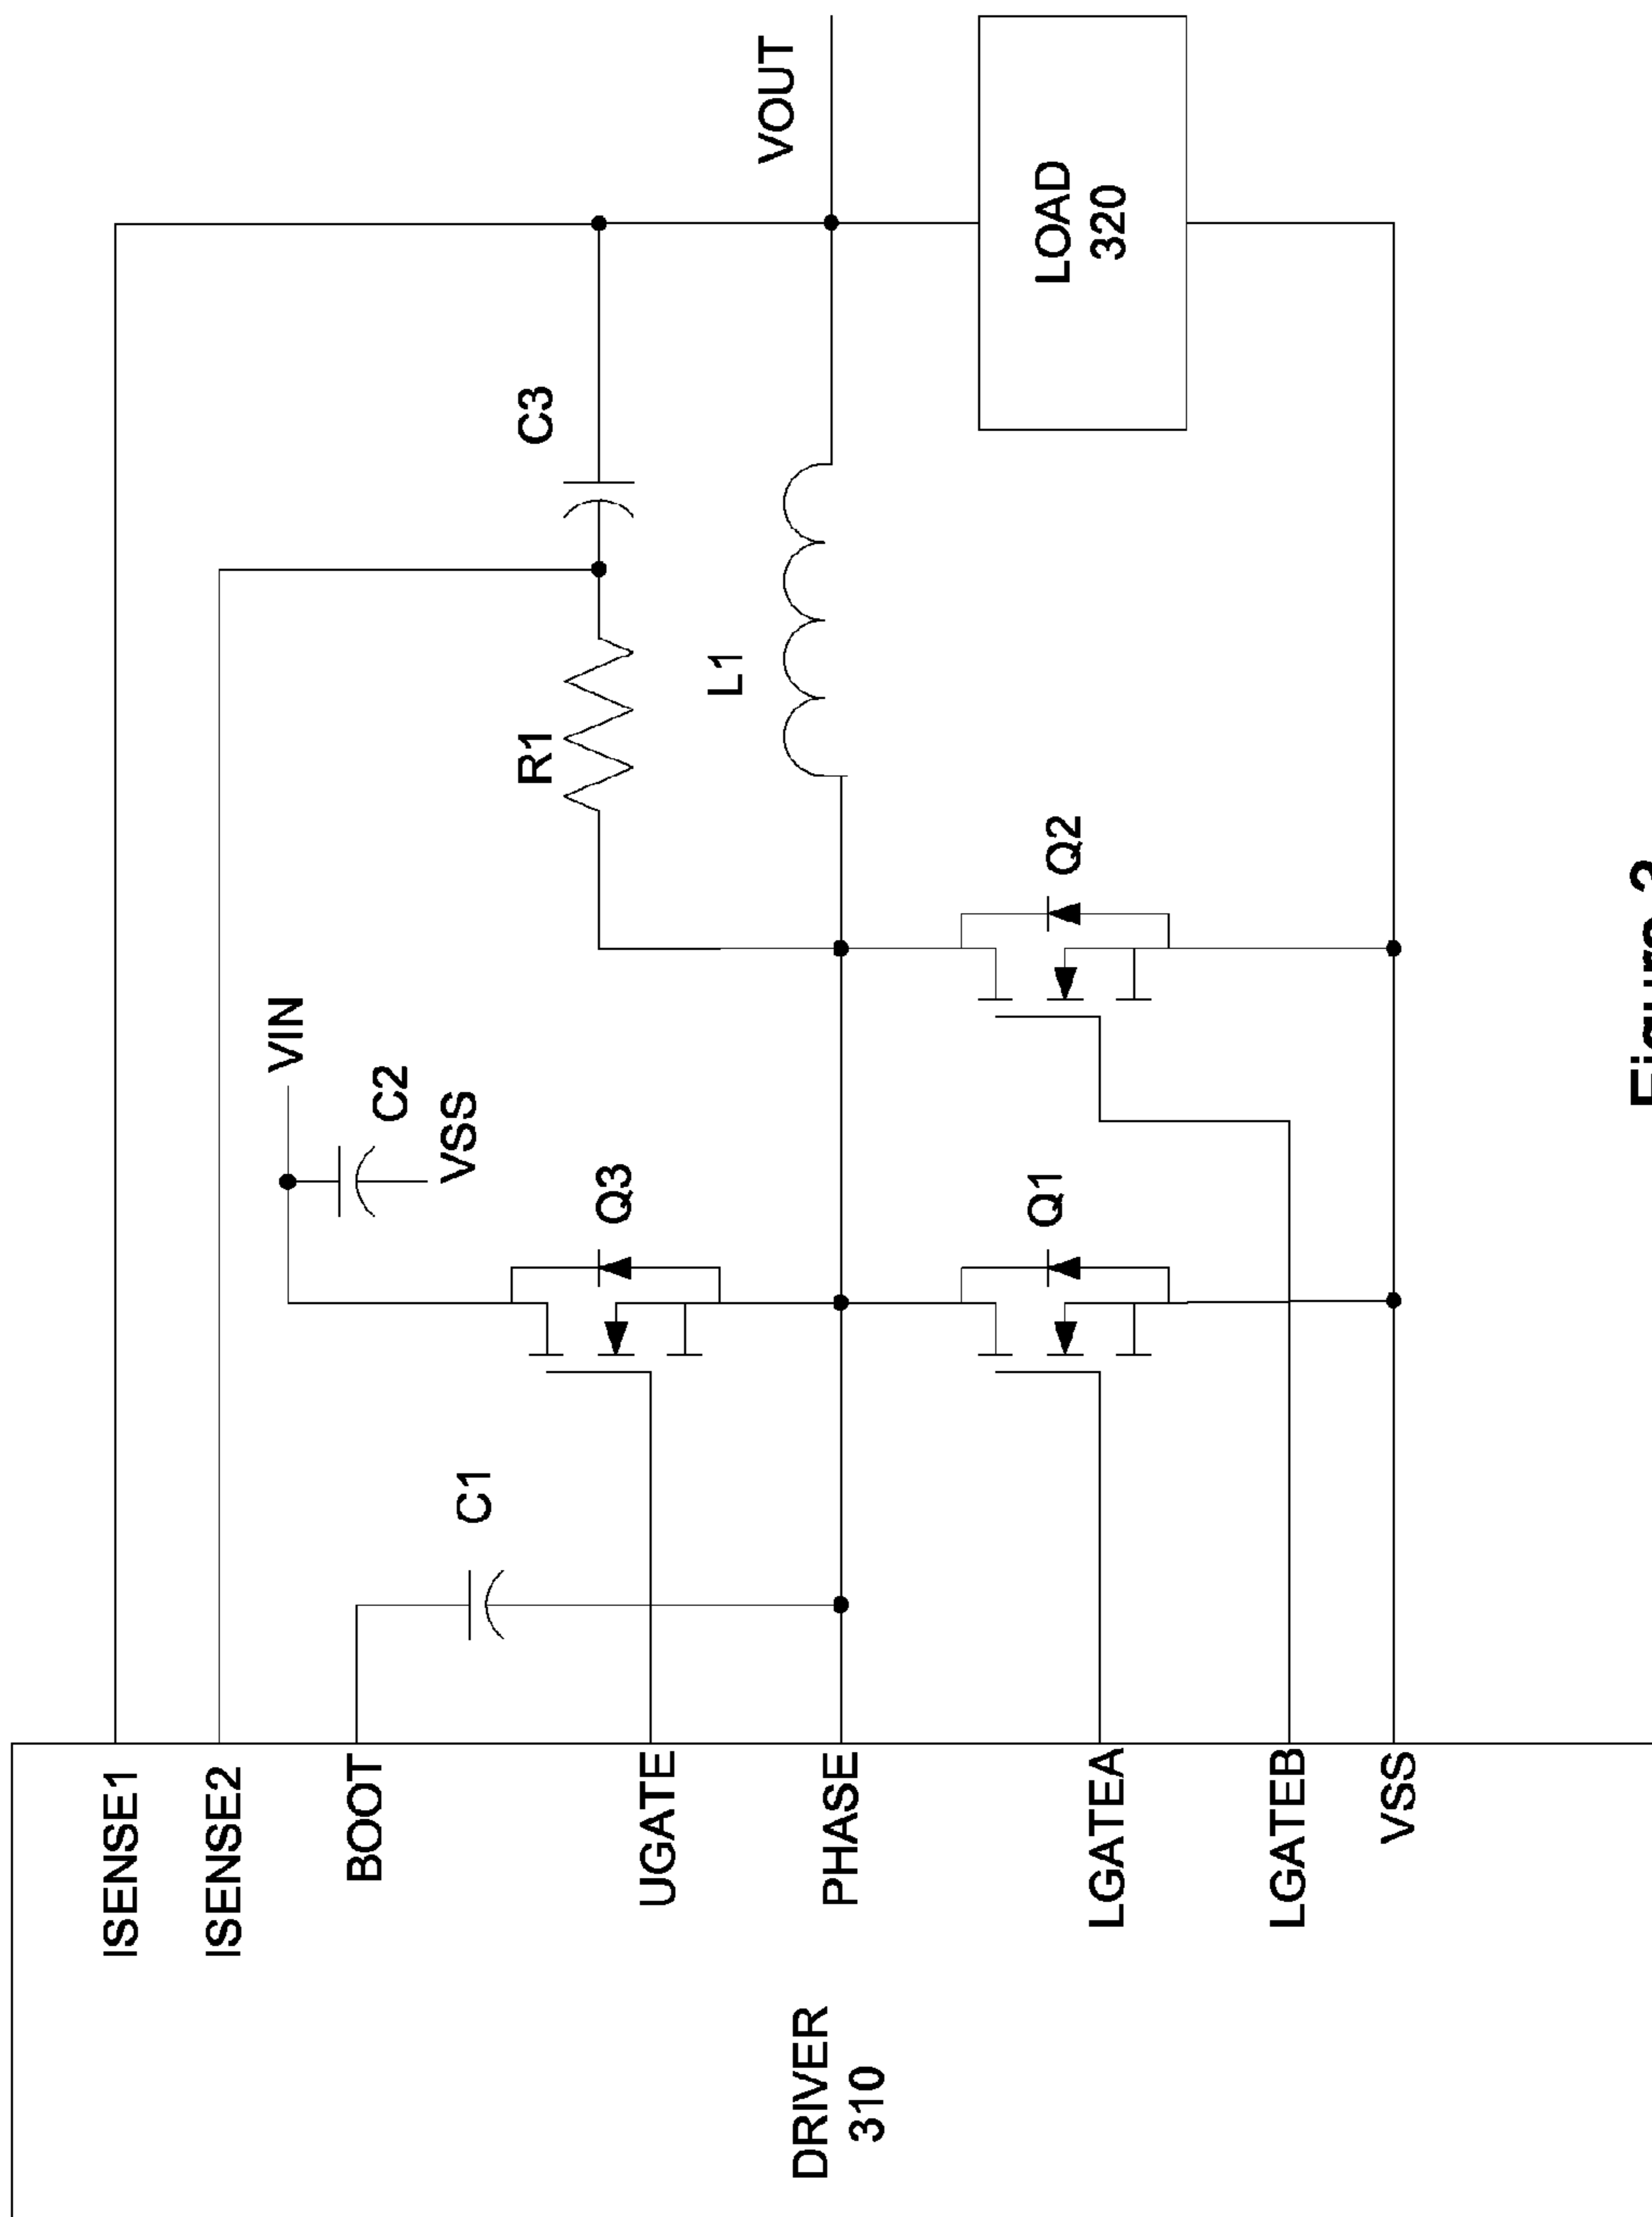 ISENSE1
ISENSE2
BOOT
UGATE
PHASE
LGATEA
LGATEB
VSS
DRIVER
310
C1
VIN
C2
VSS
Q3
Q1
Q2
R1
L1
C3
VOUT
LOAD
320
Figure